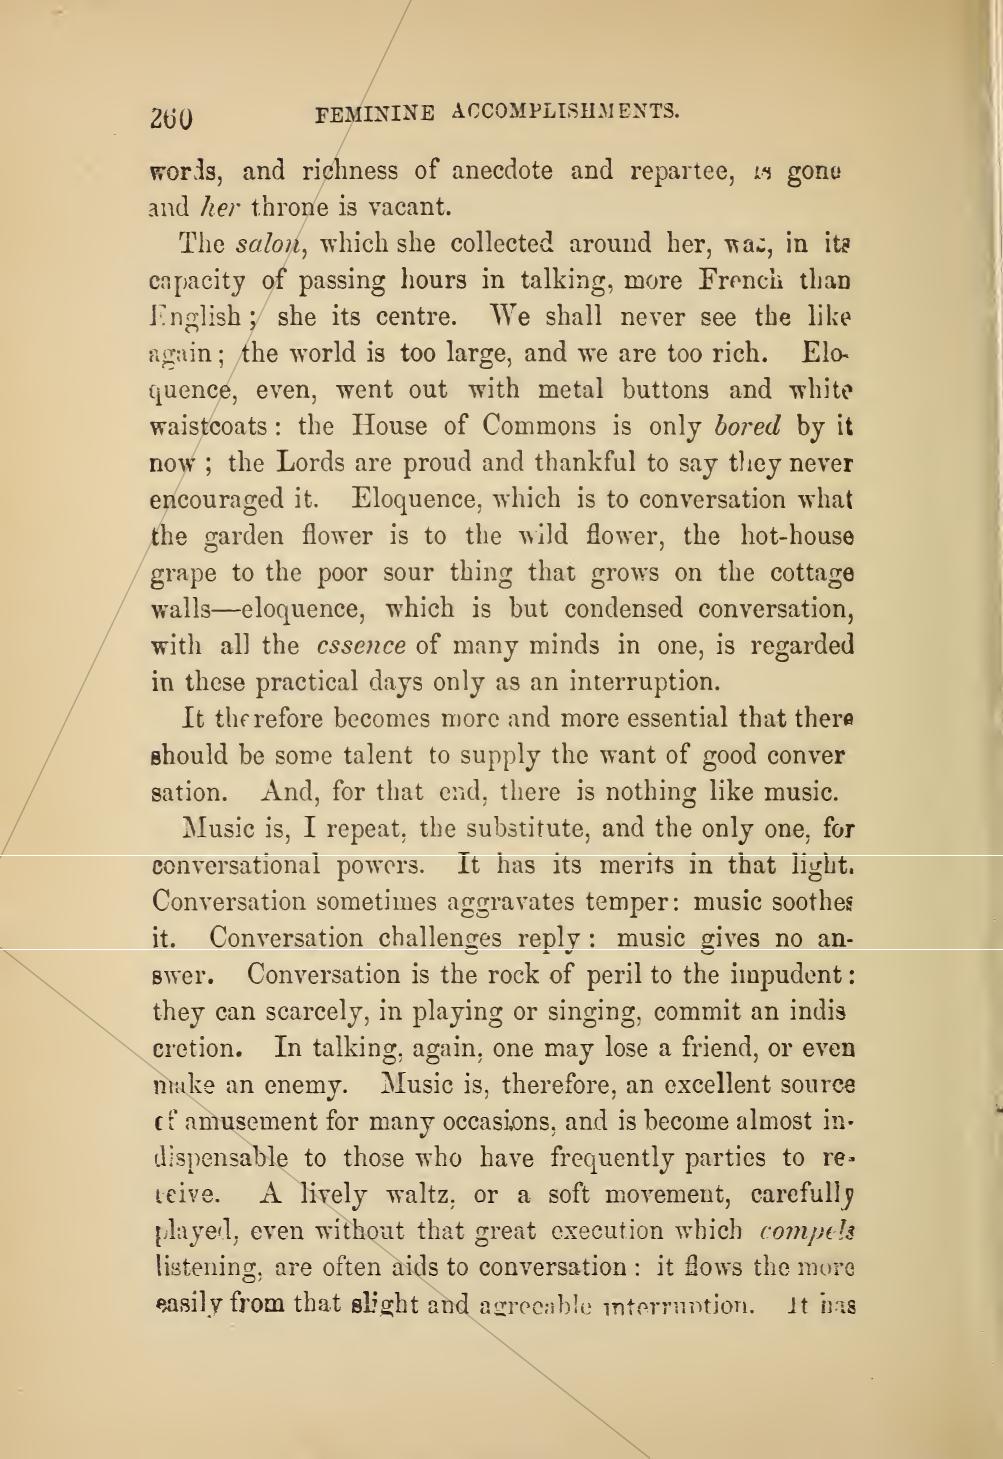 260 FEMININE ACCOMPLISHMENTS.
words, and richness of anecdote and repartee, is gone
and her throne is vacant.
The salon, which she collected around her, was, in its
capacity of passing hours in talking, more French than
English; she its centre. We shall never see the like
again; the world is too large, and we are too rich. Elo-
quence, even, went out with metal buttons and white
waistcoats: the House of Commons is only bored by it
now; the Lords are proud and thankful to say they never
encouraged it. Eloquence, which is to conversation what
the garden flower is to the wild flower, the hot-house
grape to the poor sour thing that grows on the cottage
walls—eloquence, which is but condensed conversation,
with all the essence of many minds in one, is regarded
in these practical days only as an interruption.
It therefore becomes more and more essential that there
should be some talent to supply the want of good conver
sation. And, for that end, there is nothing like music.
Music is, I repeat, the substitute, and the only one, for
conversational powers. It has its merits in that light.
Conversation sometimes aggravates temper: music soothes
it. Conversation challenges reply: music gives no an-
swer. Conversation is the rock of peril to the impudent:
they can scarcely, in playing or singing, commit an indis
cretion. In talking, again, one may lose a friend, or even
make an enemy. Music is, therefore, an excellent source
of amusement for many occasions, and is become almost in-
dispensable to those who have frequently parties to re-
ceive. A lively waltz, or a soft movement, carefully
played, even without that great execution which compels
listening, are often aids to conversation: it flows the more
easily from that slight and agreeable interruption. It has